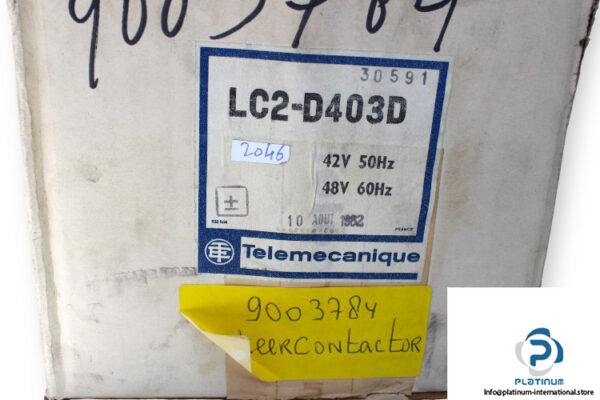 9003784
30591
LC2-D403D
2046
42V 50Hz
48V 60Hz
±
10 AOUT 1982
FRANCE
Telemecanique
9003784
CONTACTOR
PLATINUM
info@platinum-international.store